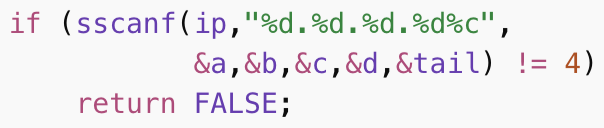 if (sscanf(ip,"%d.%d.%d.%d%c",
&a,&b,&c,&d,&tail) != 4)
return FALSE;